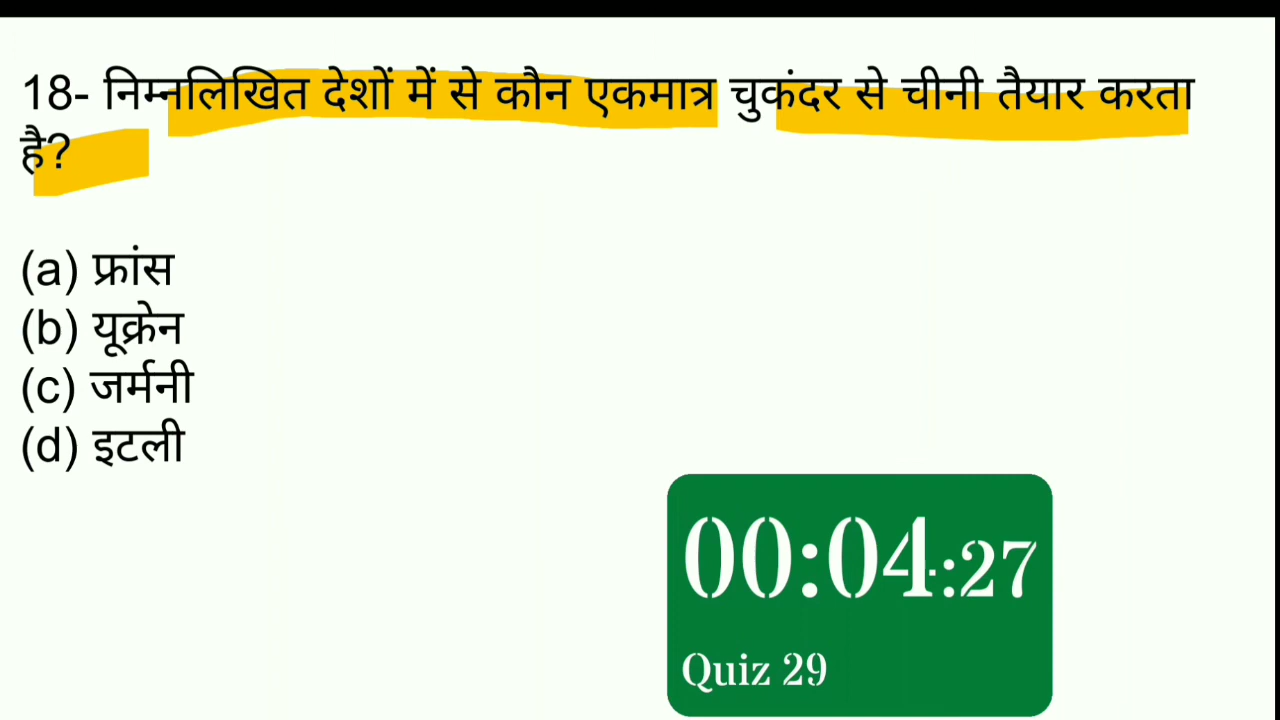 18- निम्नलिखित देशों में से कौन एकमात्र चुकंदर से चीनी तैयार करता
है?
(a) फ्रांस
(b) यूक्रेन
(c) जर्मनी
(d) इटली
00:04.:27
Quiz 29